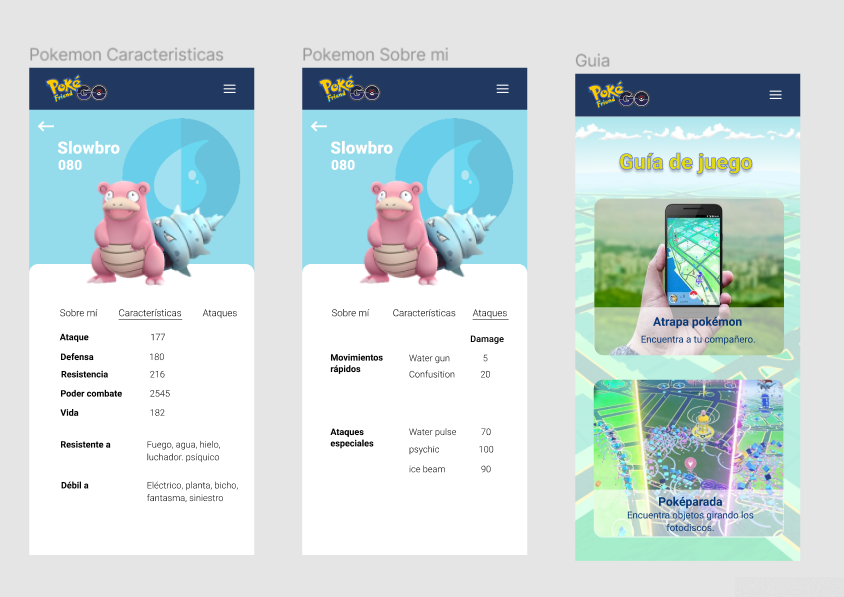 Pokemon Caracteristicas
Poké
Friend GO
Slowbro
080
Sobre mí Características Ataques
Ataque 177
Defensa 180
Resistencia 216
Poder combate 2545
Vida 182
Resistente a Fuego, agua, hielo,
luchador. psíquico
Débil a Eléctrico, planta, bicho,
fantasma, siniestro
Pokemon Sobre mi
Poké
Friend GO
Slowbro
080
Sobre mí Características Ataques
Damage
Movimientos Water gun 5
rápidos Confusition 20
Ataques Water pulse 70
especiales psychic 100
ice beam 90
Guia
Poké
Friend GO
Guía de juego
Atrapa pokémon
Encuentra a tu compañero.
Poképarada
Encuentra objetos girando los
fotodiscos.